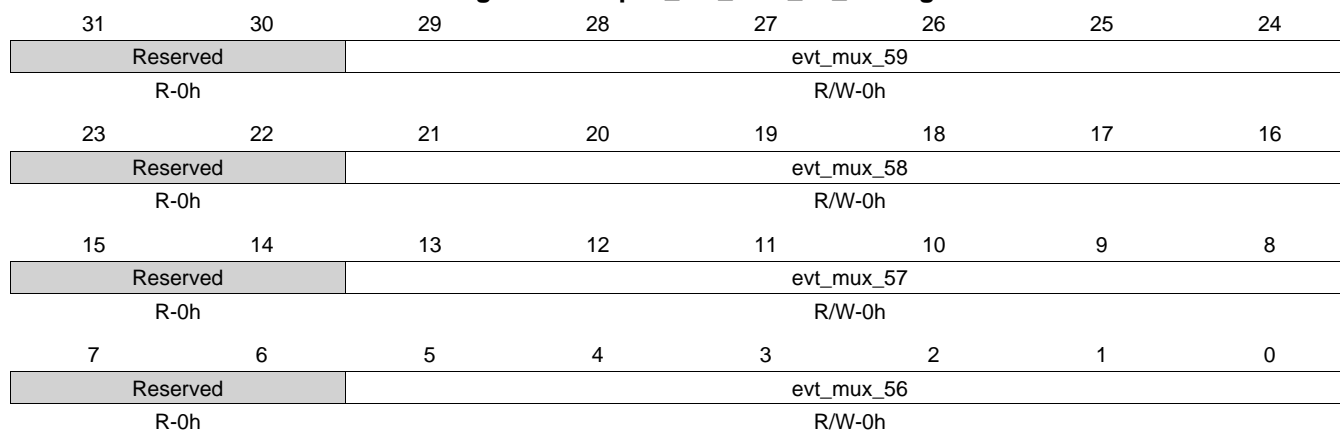 31 30 29 28 27 26 25 24
Reserved evt_mux_59
R-0h R/W-0h
23 22 21 20 19 18 17 16
Reserved evt_mux_58
R-0h R/W-0h
15 14 13 12 11 10 9 8
Reserved evt_mux_57
R-0h R/W-0h
7 6 5 4 3 2 1 0
Reserved evt_mux_56
R-0h R/W-0h